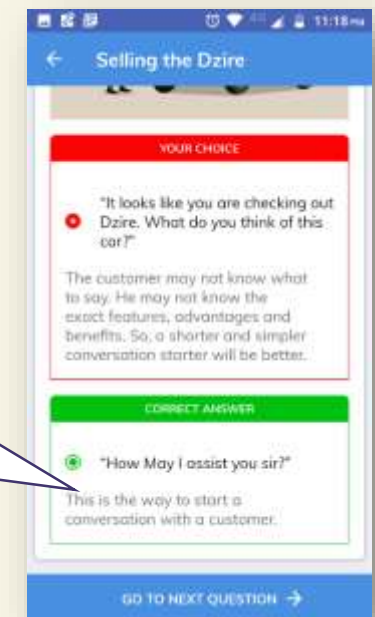 11:18
Selling the Dzire
YOUR CHOICE
"It looks like you are checking out
Dzire. What do you think of this
car?"
The customer may not know what
to say. He may not know the
exact features, advantages and
benefits. So, a shorter and simpler
conversation starter will be better.
CORRECT ANSWER
"How May I assist you sir?"
This is the way to start a
conversation with a customer.
GO TO NEXT QUESTION